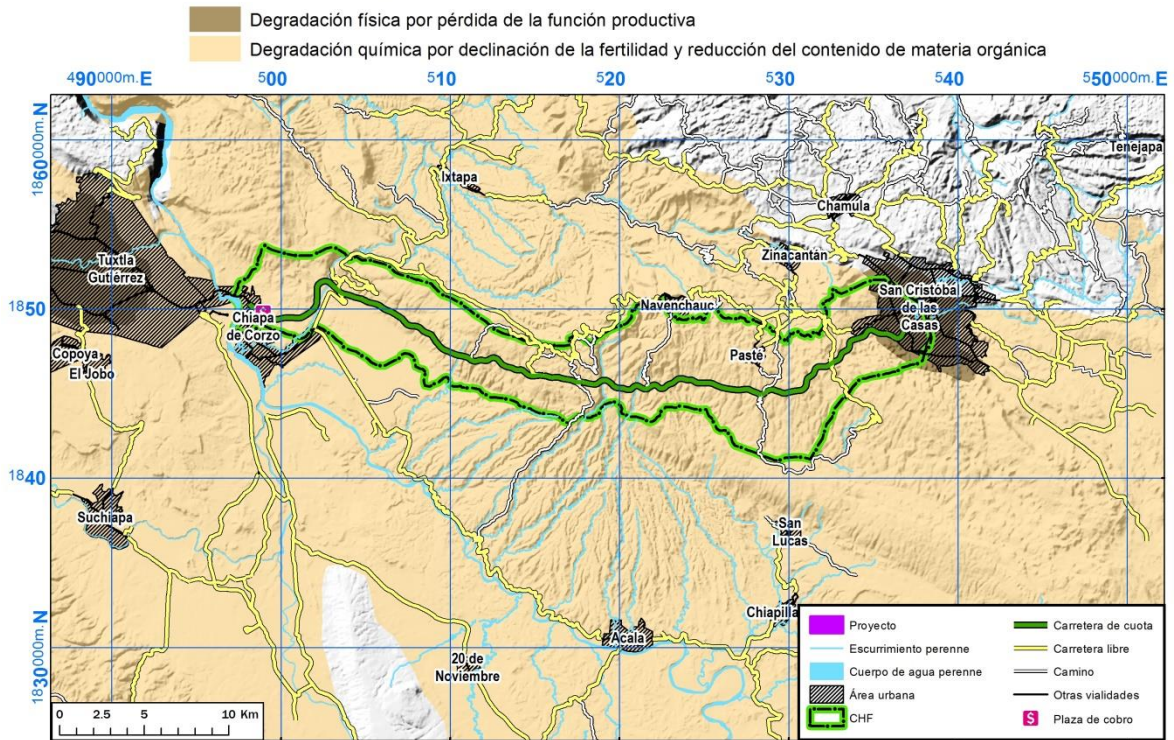 Degradación física por pérdida de la función productiva
Degradación química por declinación de la fertilidad y reducción del contenido de materia orgánica
490000m. E
500
510
520
530
540
550000m. E
1860000m. N
1850
1840
1830000m. N
Tenejapa
Ixtapa
Chamula
Zinacantán
Tuxtla
Gutiérrez
San Cristóbal
de las
Casas
Navenchauc
Chiapa
de Corzo
Copoya
El Jobo
Pasté
Suchiapa
San
Lucas
Chiapilla
Acala
20 de
Noviembre
0 2.5 5 10 Km
Proyecto
Escurrimiento perenne
Cuerpo de agua perenne
Área urbana
CHF
Carretera de cuota
Carretera libre
Camino
Otras vialidades
$ Plaza de cobro